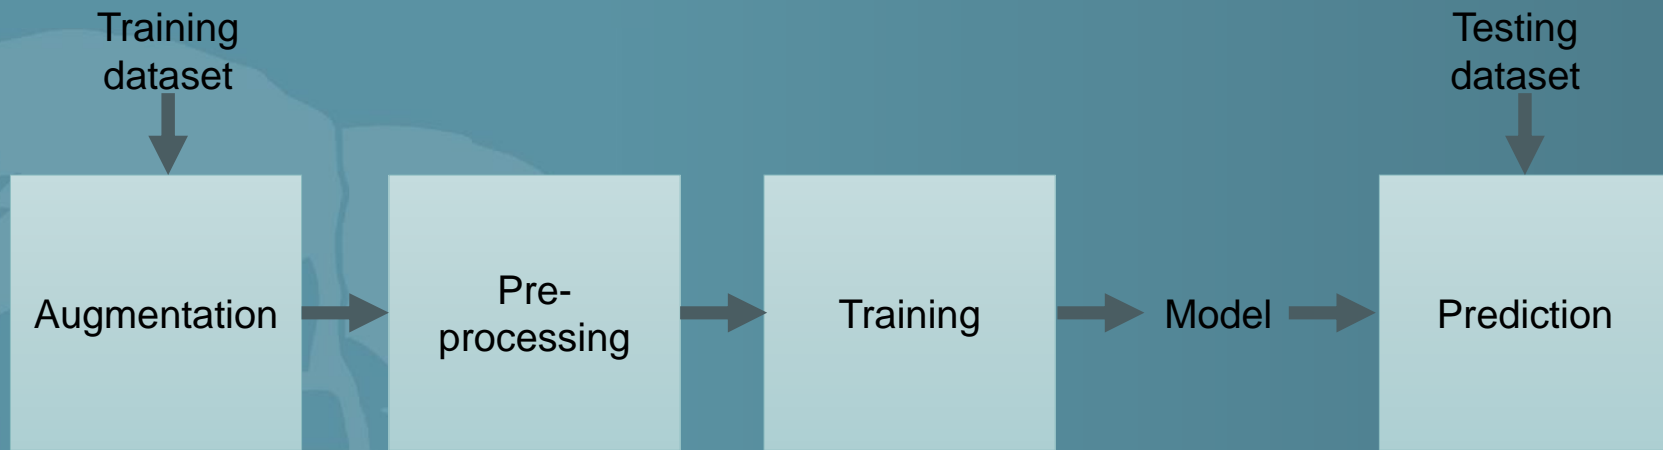 Training
dataset
Testing
dataset
Augmentation
Pre-
processing
Training
Model
Prediction